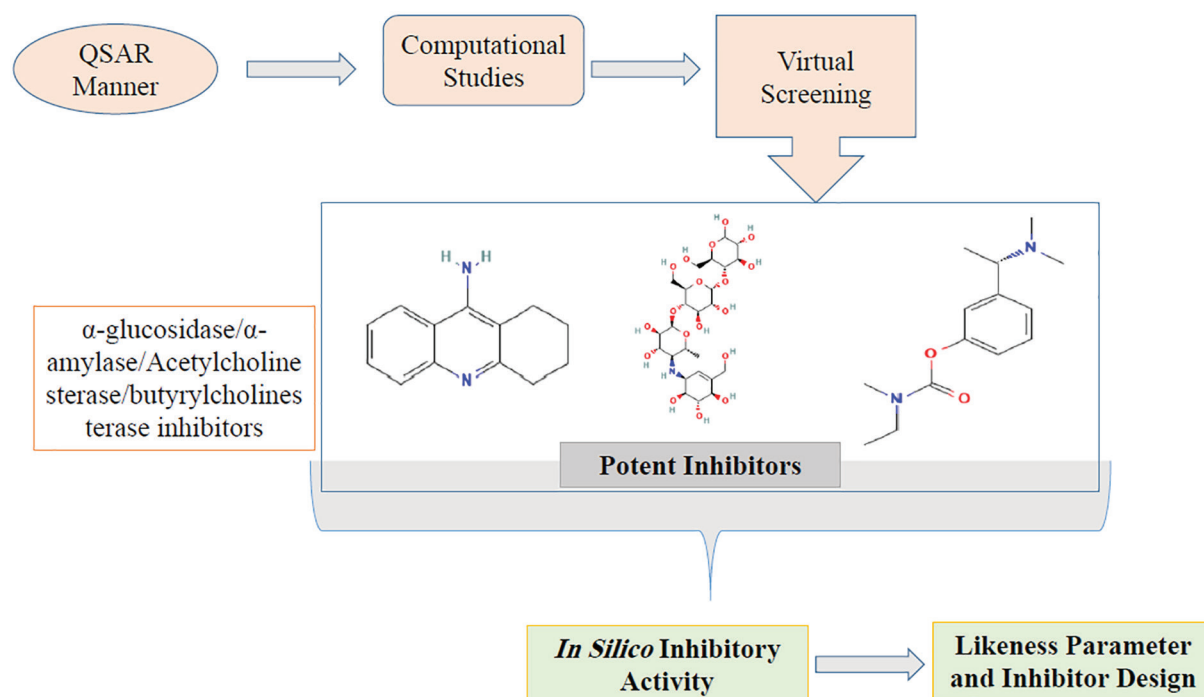 QSAR
Manner
Computational
Studies
Virtual
Screening
α-glucosidase/α-
amylase/Acetylcholine
sterase/butyrylcholines
terase inhibitors
H H
N
N
H
O
H
O
H
O
O
H
O
H
O
H
O
O
H
O
O
H
O
H
O
O
H
O
O
H
O
H
N
H
O
H
O
H
O
H
O
H
N
O
N
O
Potent Inhibitors
In Silico Inhibitory
Activity
Likeness Parameter
and Inhibitor Design